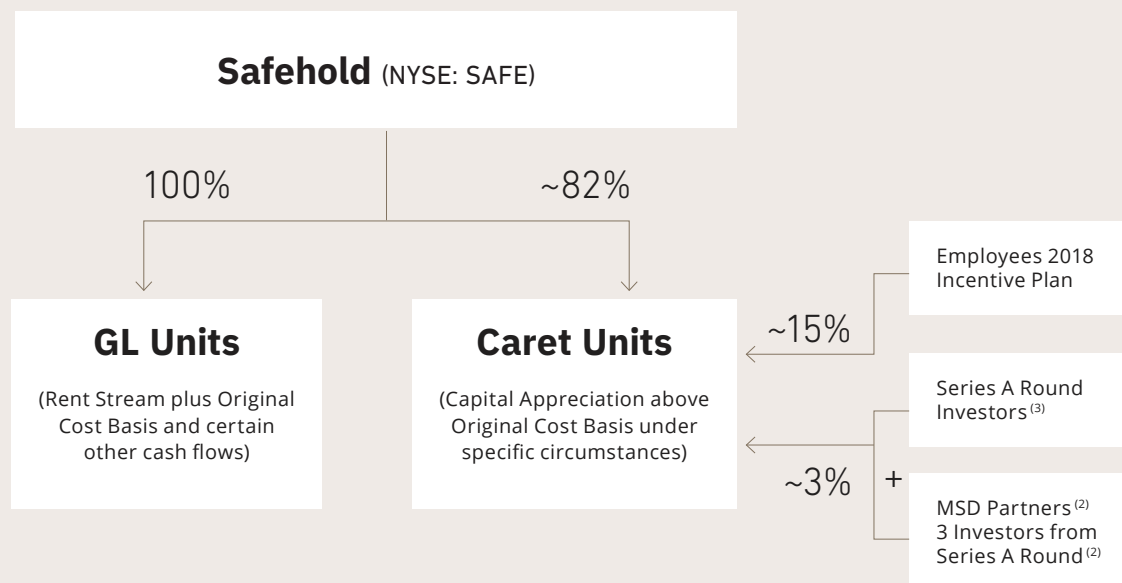 Safehold (NYSE: SAFE)
100%
~82%
GL Units
(Rent Stream plus Original
Cost Basis and certain
other cash flows)
Caret Units
(Capital Appreciation above
Original Cost Basis under
specific circumstances)
~15%
Employees 2018
Incentive Plan
~3%
+
Series A Round
Investors (3)
MSD Partners (2)
3 Investors from
Series A Round (2)